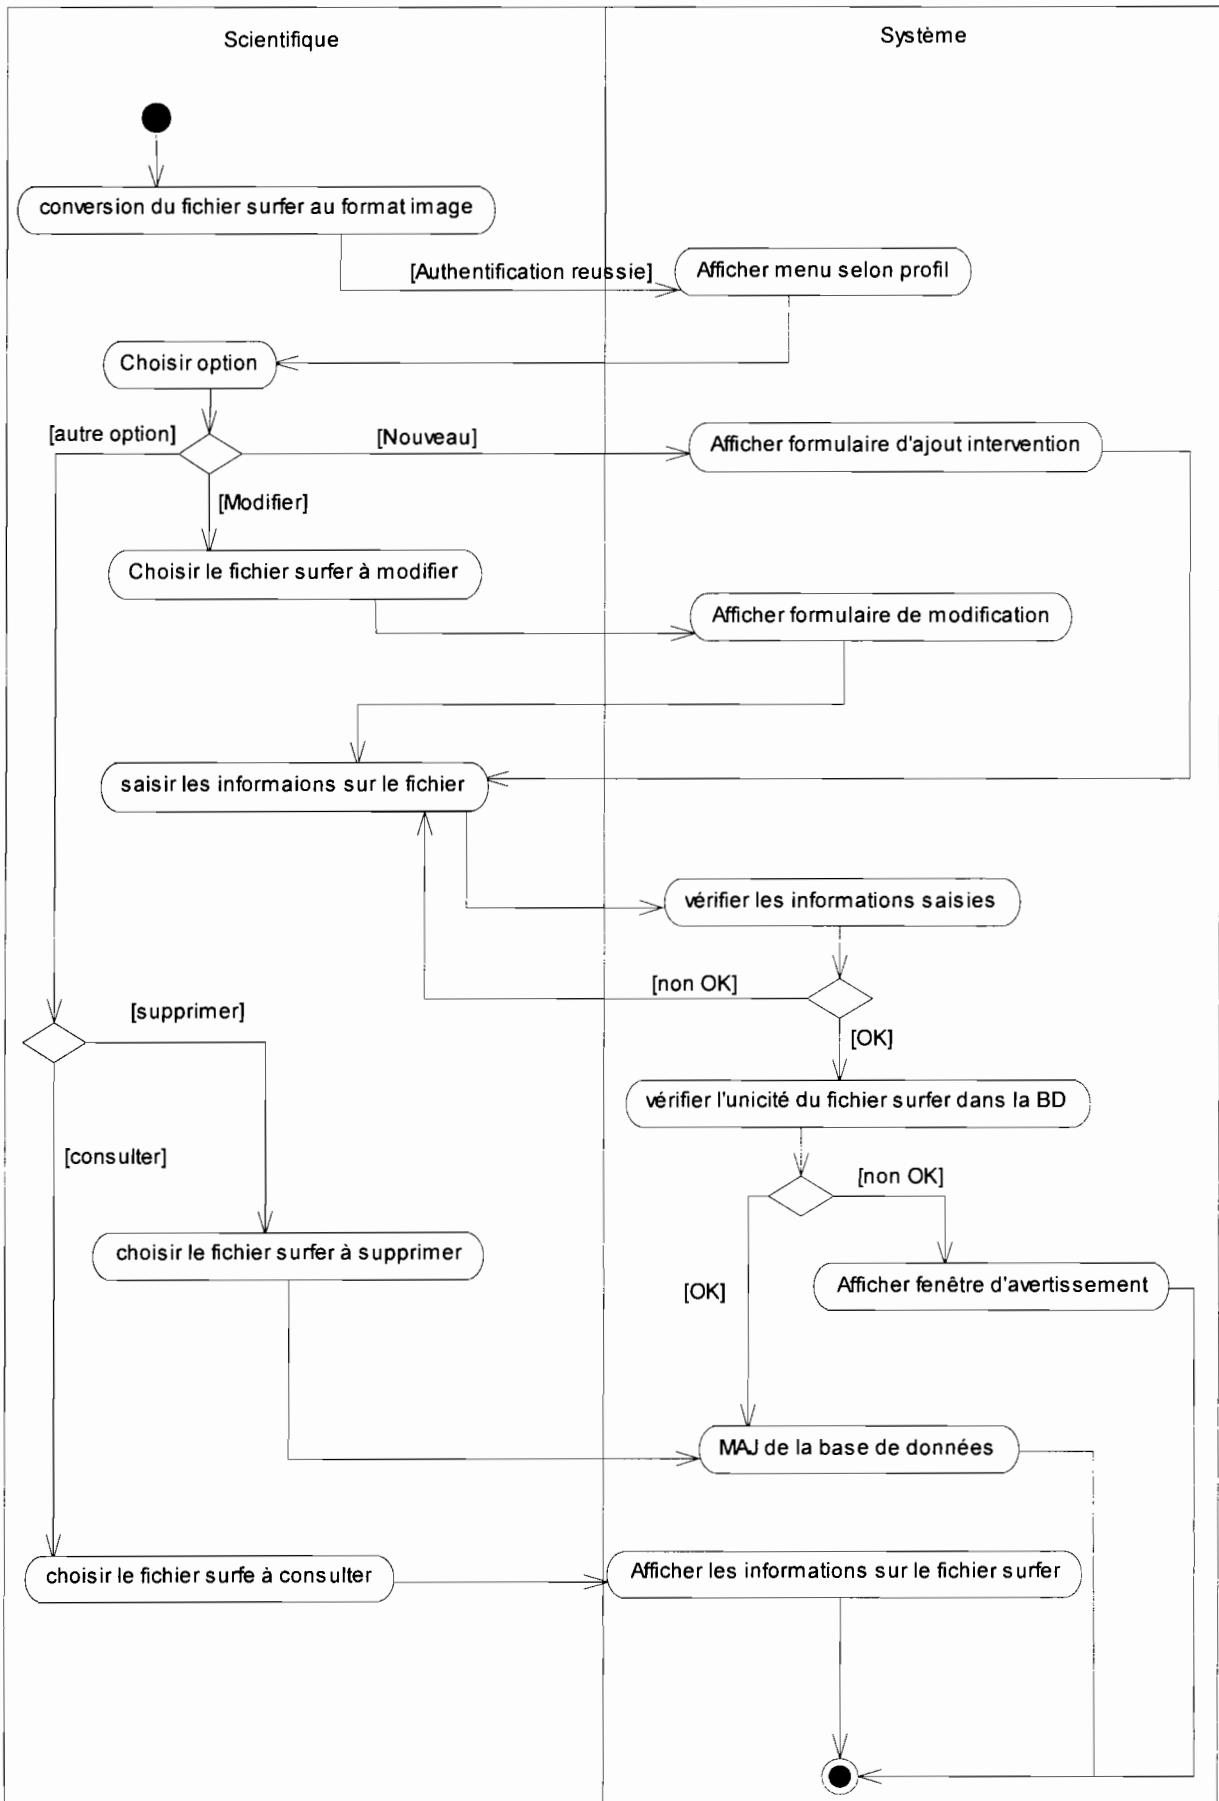 Scientifique
Système
conversion du fichier surfer au format image
[Authentification reussie]
Afficher menu selon profil
Choisir option
[autre option]
[Nouveau]
Afficher formulaire d'ajout intervention
[Modifier]
Choisir le fichier surfer à modifier
Afficher formulaire de modification
saisir les informaions sur le fichier
vérifier les informations saisies
[non OK]
[supprimer]
[OK]
vérifier l'unicité du fichier surfer dans la BD
[consulter]
[non OK]
choisir le fichier surfer à supprimer
[OK]
Afficher fenêtre d'avertissement
MAJ de la base de données
choisir le fichier surfe à consulter
Afficher les informations sur le fichier surfer